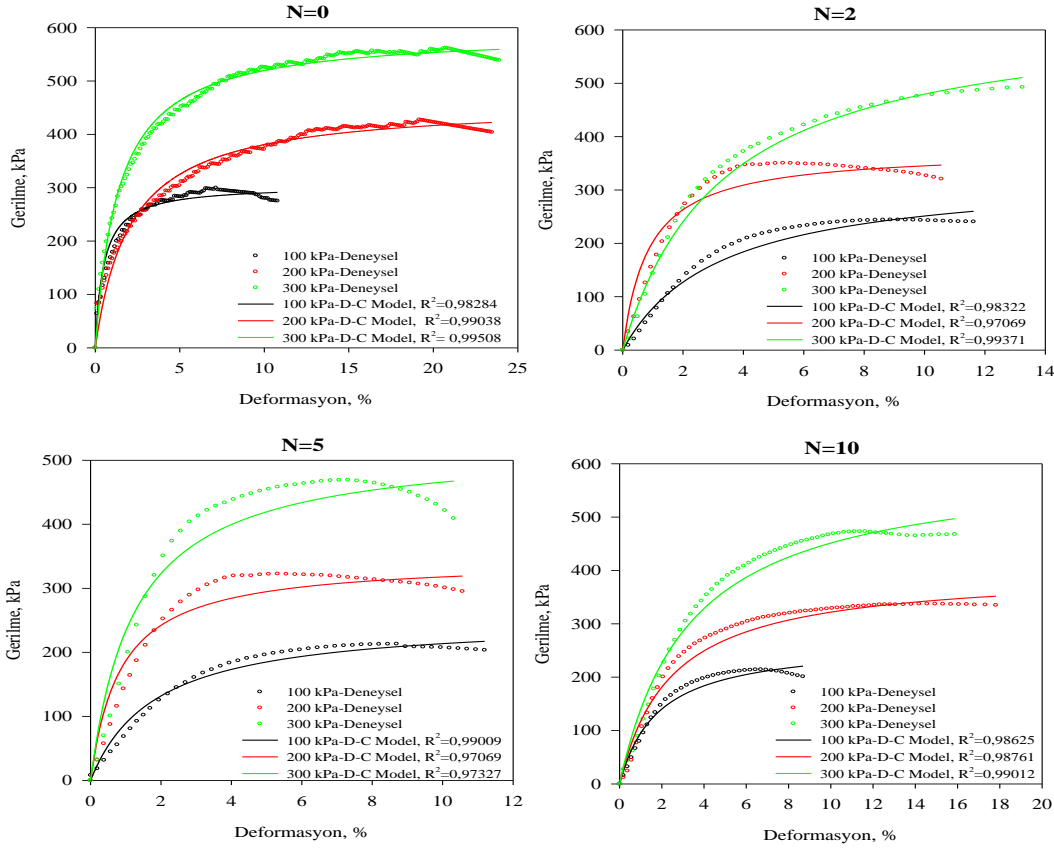 N=0
Gerilme, kPa
600
500
400
300
200
100
0
100 kPa-Deneysel
200 kPa-Deneysel
300 kPa-Deneysel
100 kPa-D-C Model, R²=0,98284
200 kPa-D-C Model, R²=0,99038
300 kPa-D-C Model, R²= 0,99508
0 5 10 15 20 25
Deformasyon, %
N=2
Gerilme, kPa
600
500
400
300
200
100
0
100 kPa-Deneysel
200 kPa-Deneysel
300 kPa-Deneysel
100 kPa-D-C Model, R²=0,98322
200 kPa-D-C Model, R²=0,97069
300 kPa-D-C Model, R²=0,99371
0 2 4 6 8 10 12 14
Deformasyon, %
N=5
Gerilme, kPa
500
400
300
200
100
0
100 kPa-Deneysel
200 kPa-Deneysel
300 kPa-Deneysel
100 kPa-D-C Model, R²=0,99009
200 kPa-D-C Model, R²=0,97069
300 kPa-D-C Model, R²=0,97327
0 2 4 6 8 10 12
Deformasyon, %
N=10
Gerilme, kPa
600
500
400
300
200
100
0
100 kPa-Deneysel
200 kPa-Deneysel
300 kPa-Deneysel
100 kPa-D-C Model, R²=0,98625
200 kPa-D-C Model, R²=0,98761
300 kPa-D-C Model, R²=0,99012
0 2 4 6 8 10 12 14 16 18 20
Deformasyon, %